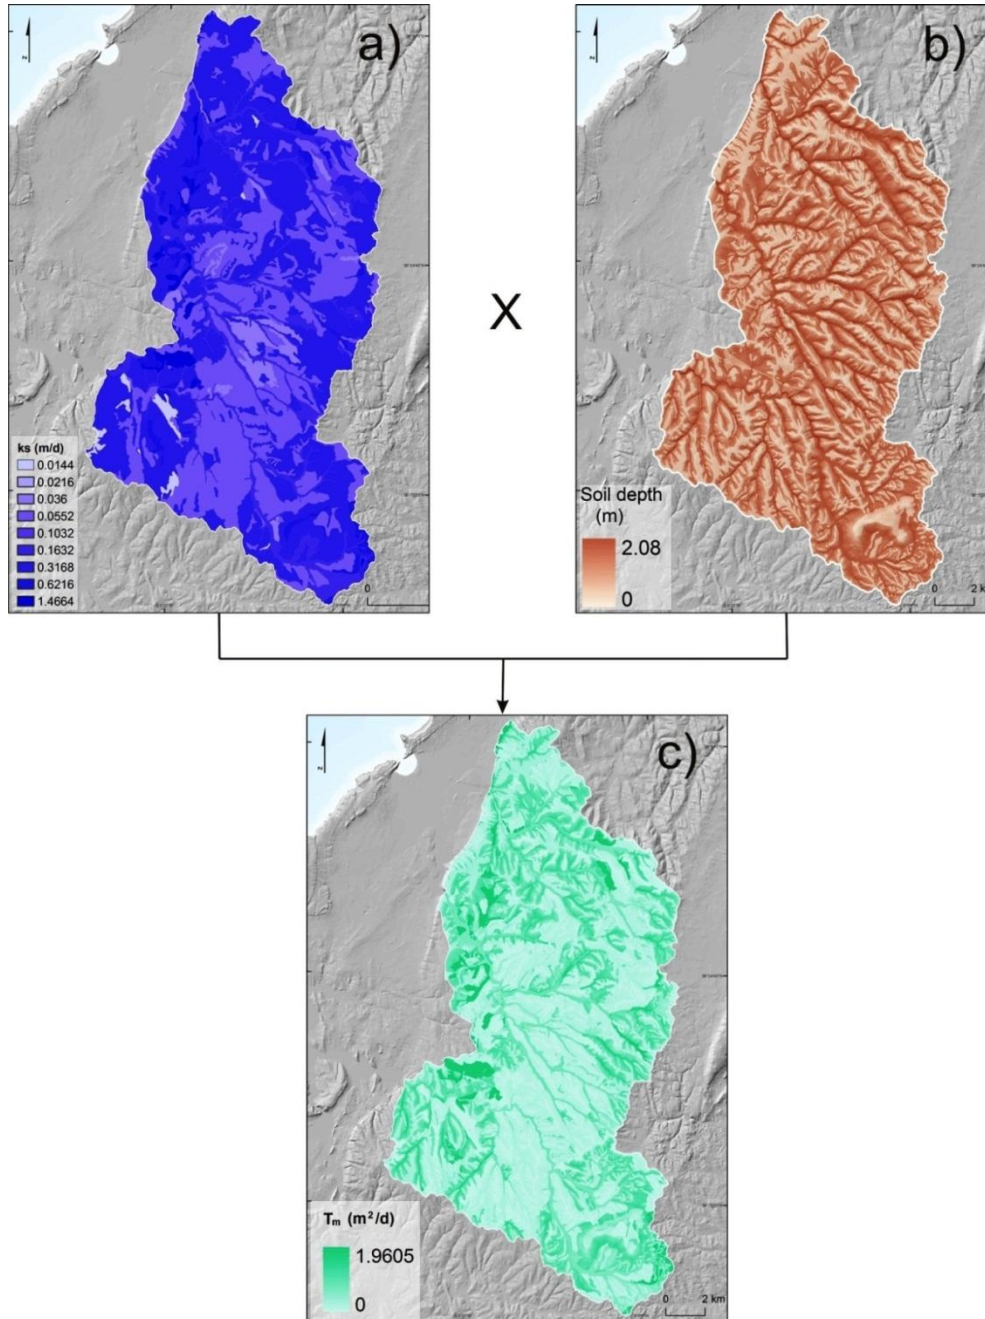 a)
z
ks (m/d)
0.0144
0.0216
0.036
0.0552
0.1032
0.1632
0.3168
0.6216
1.4664
0
X
b)
z
Soil depth
(m)
2.08
0
0 2 k
c)
z
Tm (m²/d)
1.9605
0
0 2 km